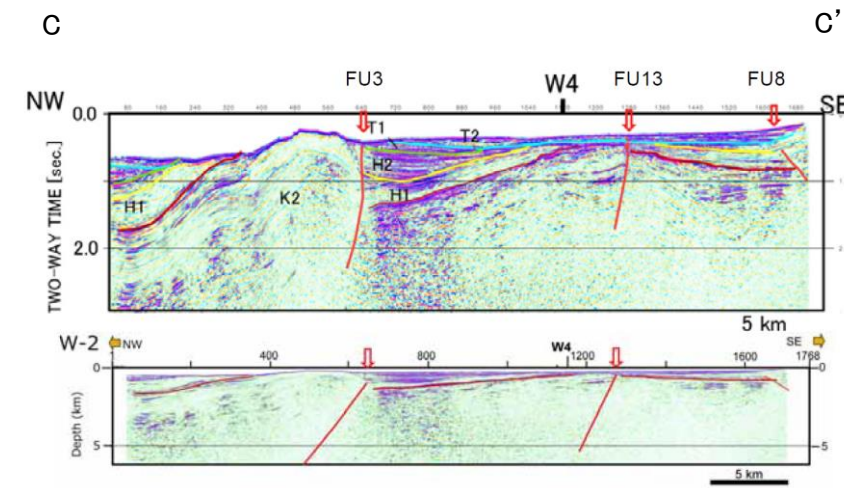 C C’
FU3 W4 FU13 FU8
NW SE
0.0
T1 T2
H2
H1 H1
K2
2.0
TWO-WAY TIME [sec.]
5 km
W-2 NW W4 SE
400 800 1200 1600 1768
0 0
Depth (km)
5 5
5 km